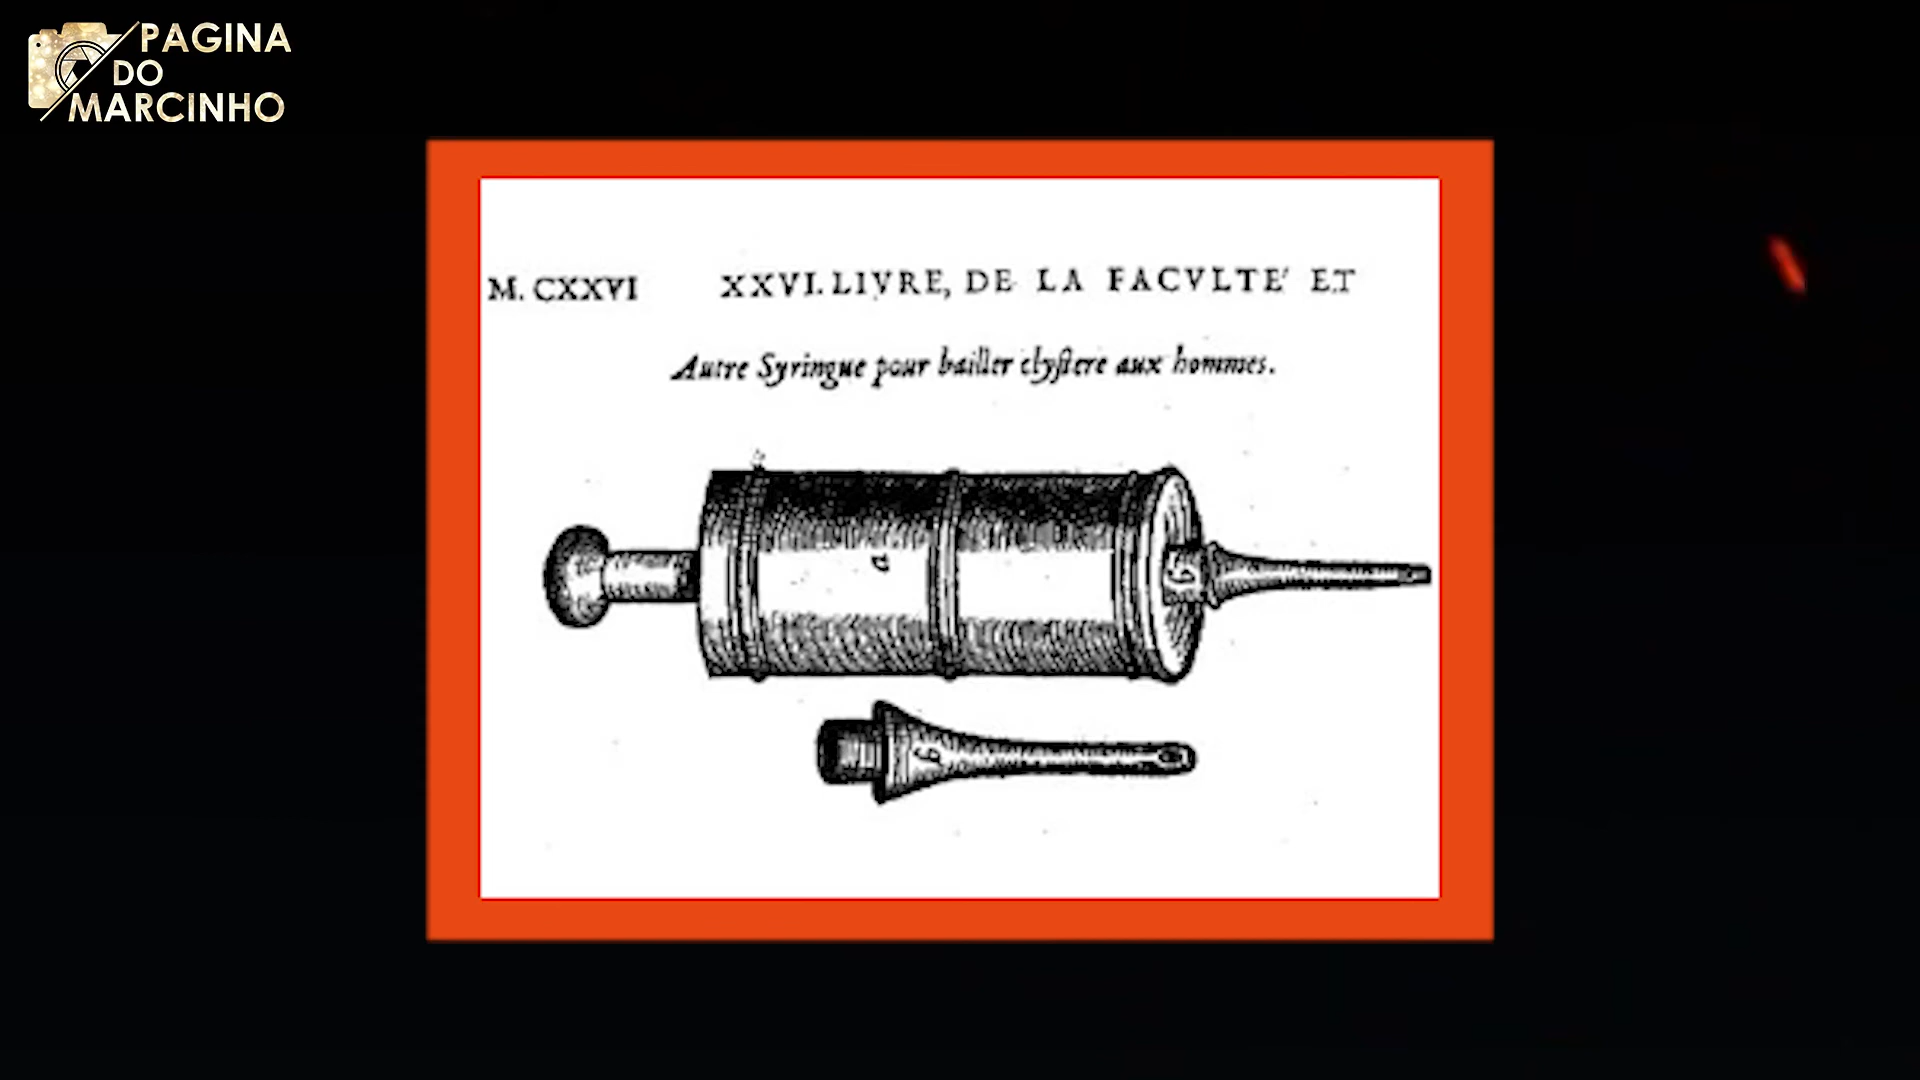 PAGINA
DO
MARCINHO
M. CXXVI XXVI. LIVRE, DE LA FACVLTE' ET
Autre Syringue pour bailler clyſtere aux hommes.
a